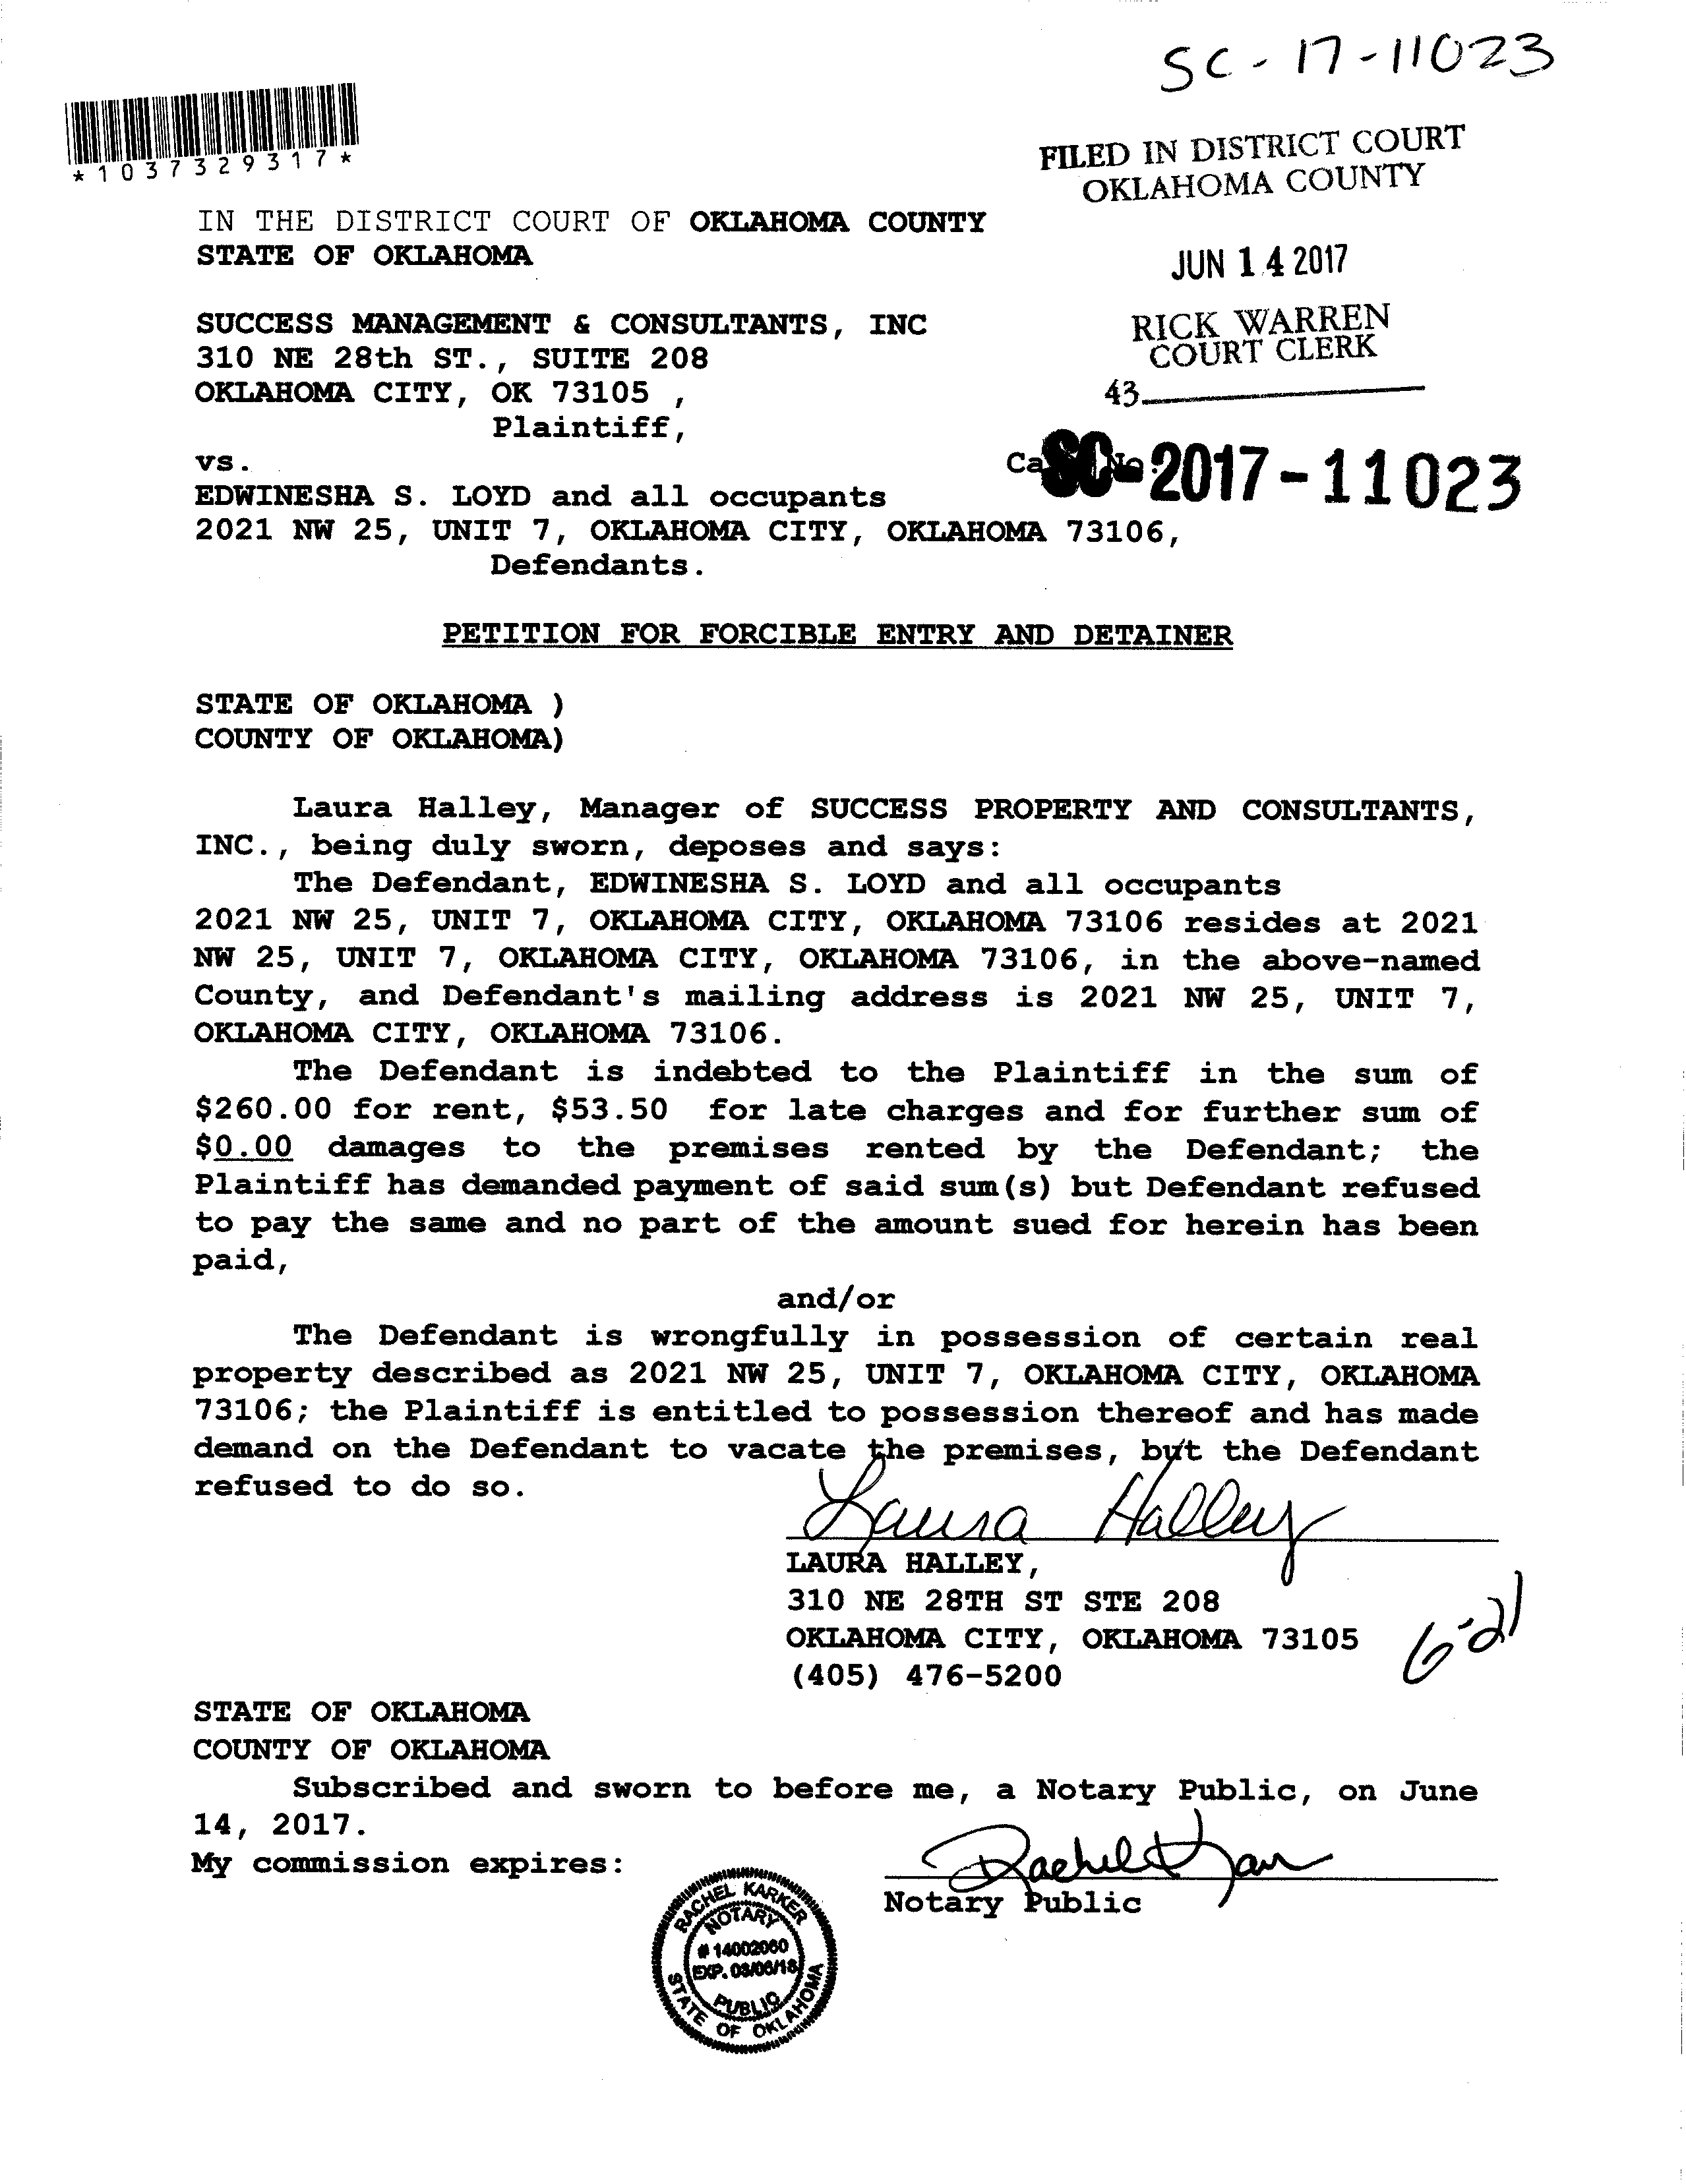 SC-17-11023
*1037329317*
FILED IN DISTRICT COURT
OKLAHOMA COUNTY
IN THE DISTRICT COURT OF OKLAHOMA COUNTY
STATE OF OKLAHOMA
JUN 14 2017
SUCCESS MANAGEMENT & CONSULTANTS, INC
310 NE 28th ST., SUITE 208
OKLAHOMA CITY, OK 73105 ,
Plaintiff,
RICK WARREN
COURT CLERK
43
vs.
SC-2017-11023
EDWINESHA S. LOYD and all occupants
2021 NW 25, UNIT 7, OKLAHOMA CITY, OKLAHOMA 73106,
Defendants.
PETITION FOR FORCIBLE ENTRY AND DETAINER
STATE OF OKLAHOMA )
COUNTY OF OKLAHOMA)
Laura Halley, Manager of SUCCESS PROPERTY AND CONSULTANTS,
INC., being duly sworn, deposes and says:
The Defendant, EDWINESHA S. LOYD and all occupants
2021 NW 25, UNIT 7, OKLAHOMA CITY, OKLAHOMA 73106 resides at 2021
NW 25, UNIT 7, OKLAHOMA CITY, OKLAHOMA 73106, in the above-named
County, and Defendant's mailing address is 2021 NW 25, UNIT 7,
OKLAHOMA CITY, OKLAHOMA 73106.
The Defendant is indebted to the Plaintiff in the sum of
$260.00 for rent, $53.50 for late charges and for further sum of
$0.00 damages to the premises rented by the Defendant; the
Plaintiff has demanded payment of said sum(s) but Defendant refused
to pay the same and no part of the amount sued for herein has been
paid,
and/or
The Defendant is wrongfully in possession of certain real
property described as 2021 NW 25, UNIT 7, OKLAHOMA CITY, OKLAHOMA
73106; the Plaintiff is entitled to possession thereof and has made
demand on the Defendant to vacate the premises, but the Defendant
refused to do so.
Laura Halley
LAURA HALLEY,
310 NE 28TH ST STE 208
OKLAHOMA CITY, OKLAHOMA 73105
(405) 476-5200
6-21
STATE OF OKLAHOMA
COUNTY OF OKLAHOMA
Subscribed and sworn to before me, a Notary Public, on June
14, 2017.
My commission expires:
Rachel
Notary Public
RACHEL KARKER
NOTARY
# 14002060
EXP. 03/06/18
PUBLIC
STATE OF OKLAHOMA